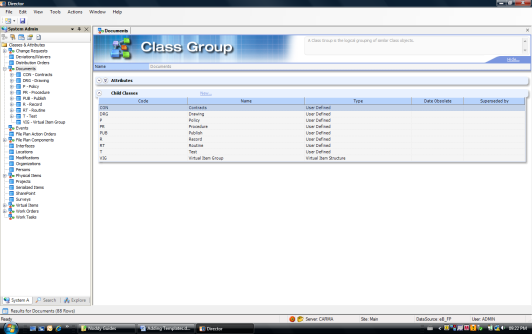 Director
File Edit View Tools Actions Window Help
System Admin
Classes & Attributes
Change Requests
Deviations/Waivers
Distribution Orders
Documents
CON - Contracts
DRG - Drawing
P - Policy
PR - Procedure
PUB - Publish
R - Record
RT - Routine
T - Test
VIG - Virtual Item Group
Events
File Plan Action Orders
File Plan Components
Interfaces
Locations
Modifications
Organizations
Persons
Physical Items
Projects
Serialized Items
SharePoint
Surveys
Virtual Items
Work Orders
Work Tasks
System A Search Explore
Documents
Class Group
A Class Group is the logical grouping of similar Class objects.
Hide...
Name Documents
Attributes
Child Classes New...
Code Name Type Date Obsolete Superseded by
CON Contracts User Defined
DRG Drawing User Defined
P Policy User Defined
PR Procedure User Defined
PUB Publish User Defined
R Record User Defined
RT Routine User Defined
T Test User Defined
VIG Virtual Item Group Virtual Item Structure
Results for Documents (88 Rows)
Ready Server: CARMA Site: Main DataSource: eB_FP User: ADMIN
Weekly Guides Adding Templates.d... Director 06:22 PM